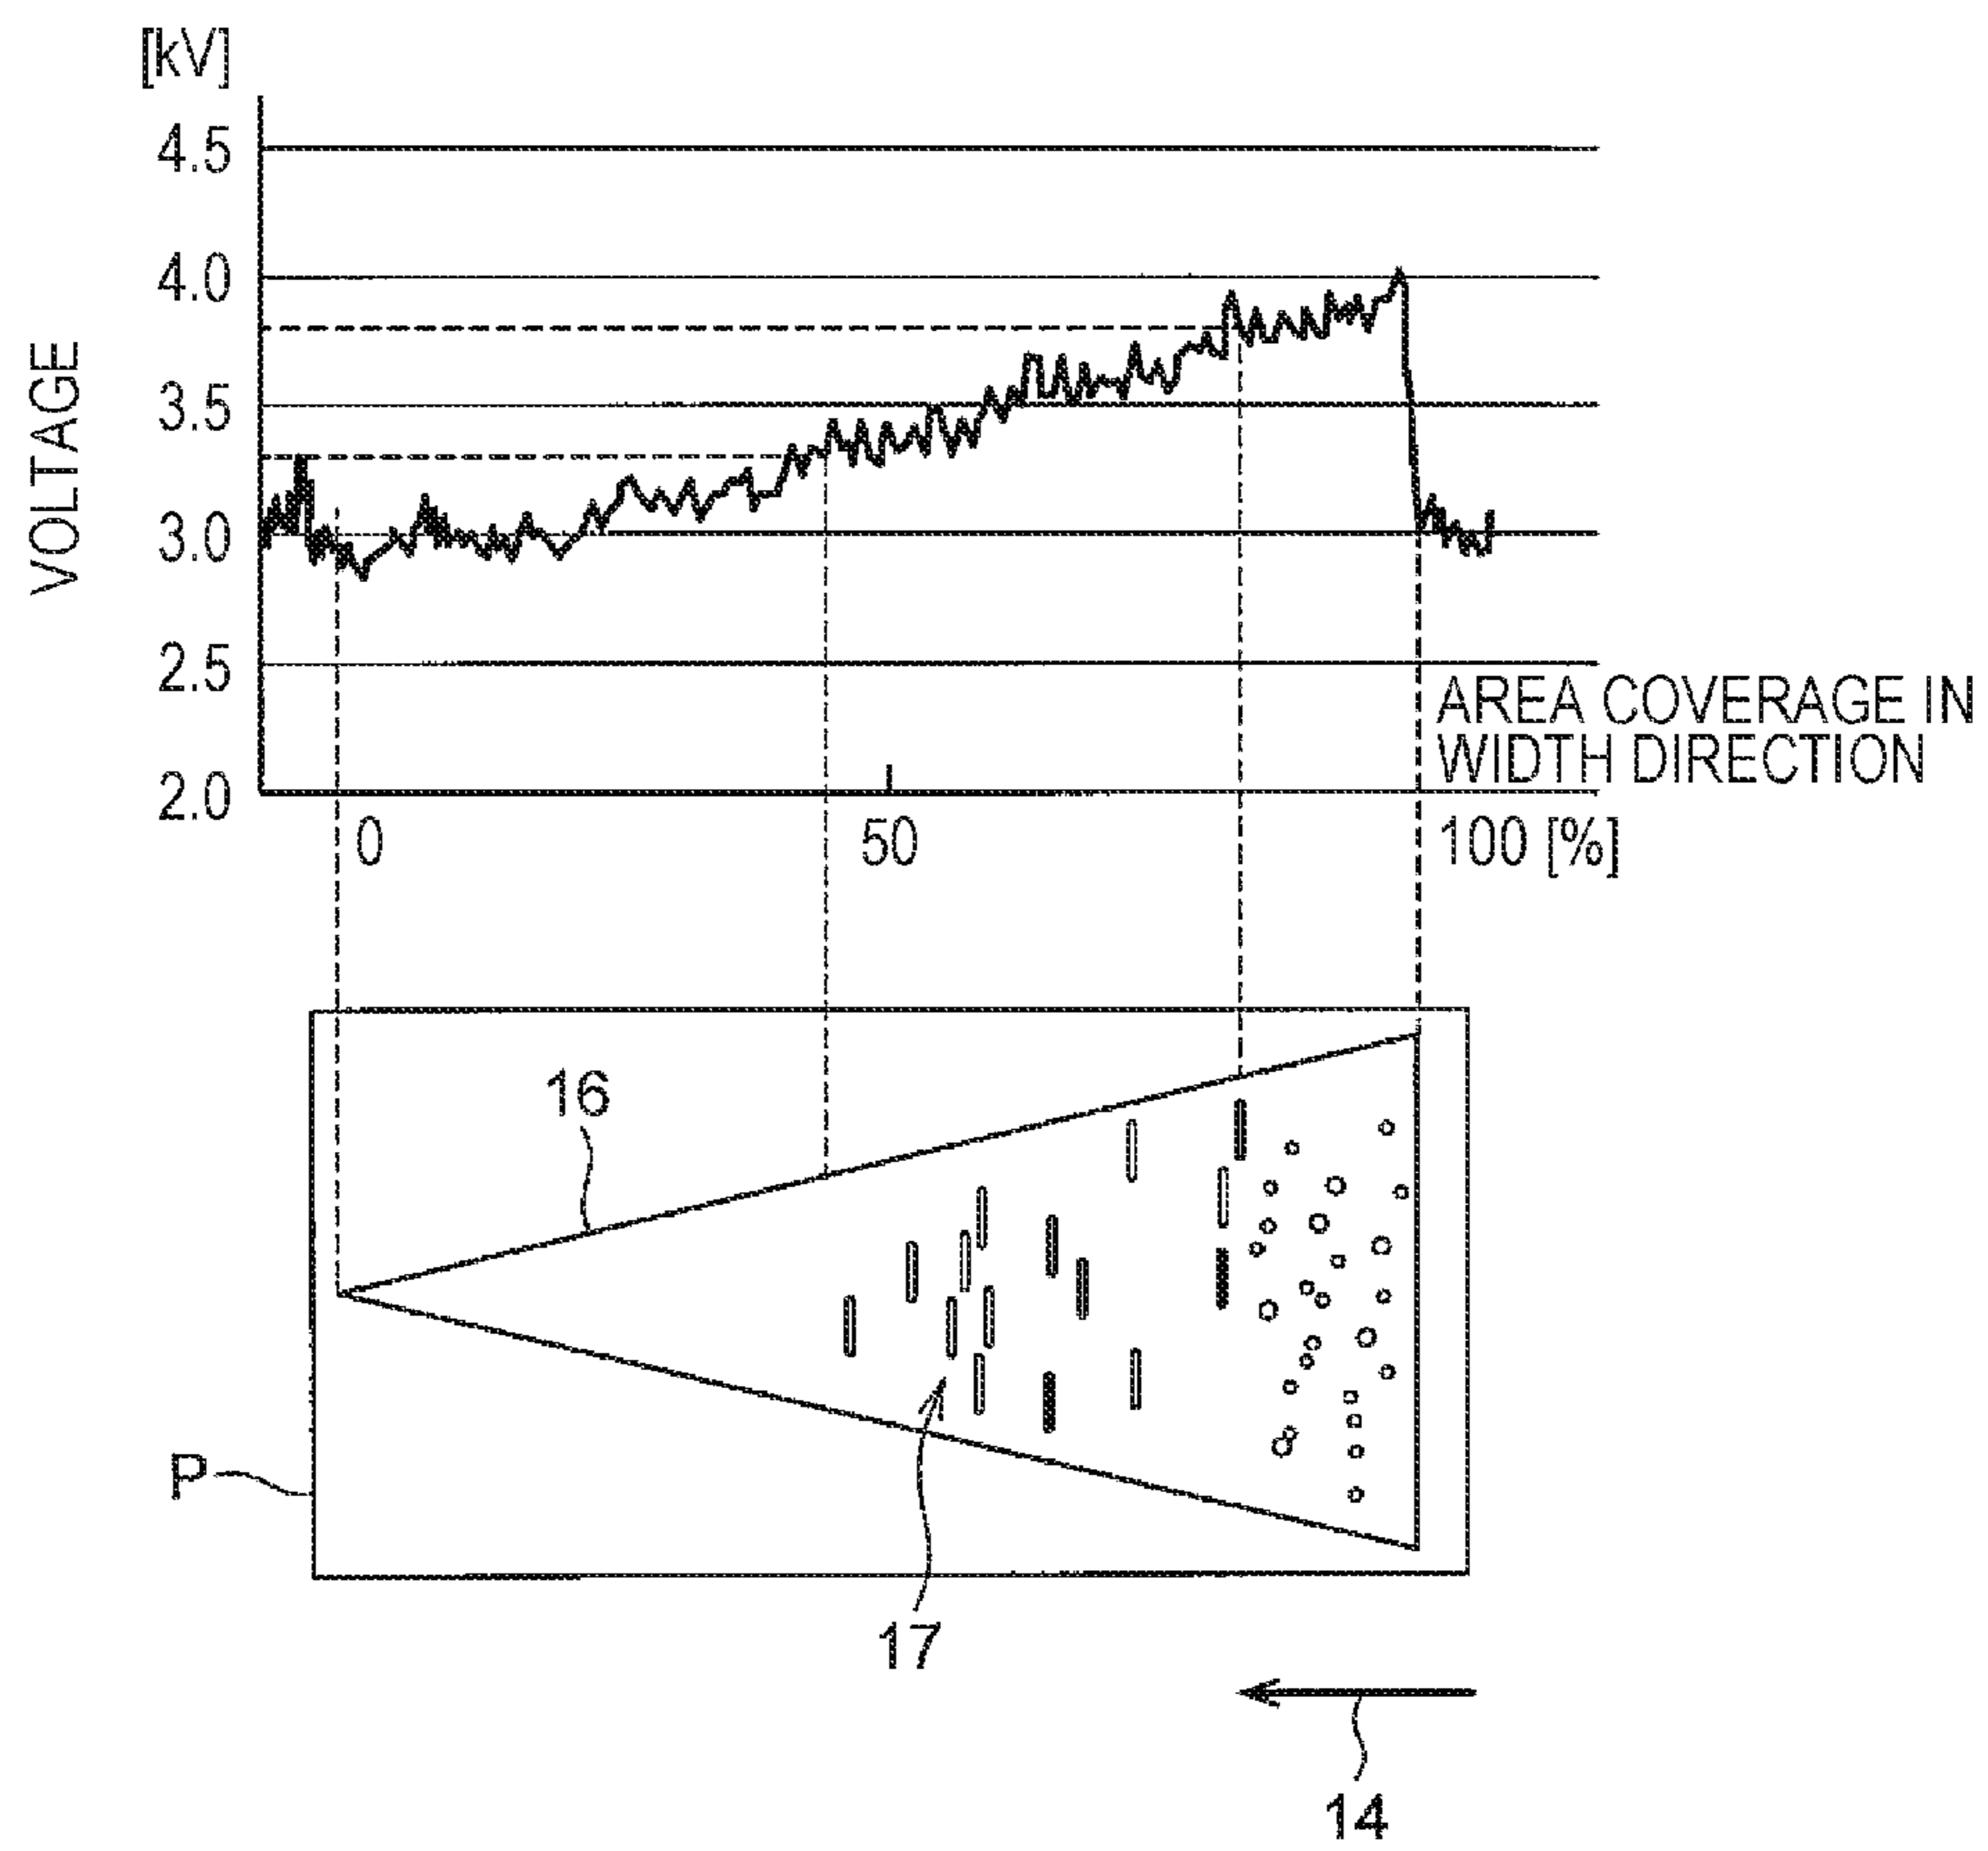 [kV]
4.5
4.0
3.5
3.0
2.5
2.0
VOLTAGE
AREA COVERAGE IN
WIDTH DIRECTION
0 50 100 [%]
16
P
17
14